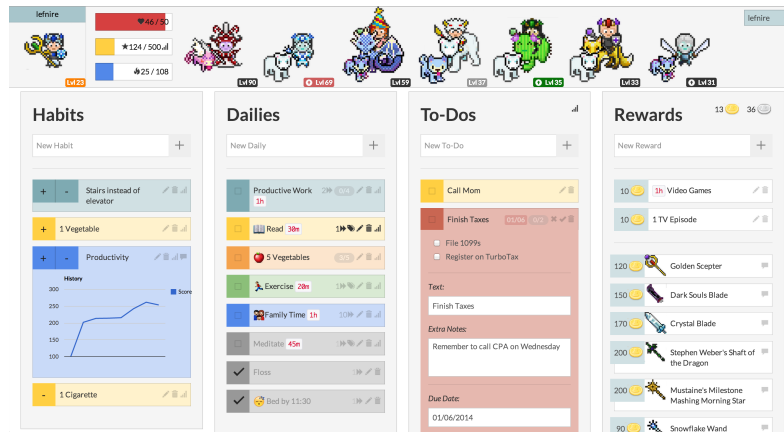 lefnire
46 / 50
124 / 500
25 / 108
Lvl 23
Lvl 90
Lvl 69
Lvl 59
Lvl 37
Lvl 35
Lvl 33
Lvl 31
lefnire
Habits
New Habit
+
+ - Stairs instead of
elevator
+ 1 Vegetable
+ - Productivity
History
300
250
200
150
100
Score
- 1 Cigarette
Dailies
New Daily
+
Productive Work
1h
Read 30m
5 Vegetables
Exercise 20m
Family Time 1h
10
Meditate 45m
Floss
Bed by 11:30
To-Dos
New To-Do
+
Call Mom
Finish Taxes 01/06 0/2
File 1099s
Register on TurboTax
Text:
Finish Taxes
Extra Notes:
Remember to call CPA on Wednesday
Due Date:
01/06/2014
13 36
Rewards
New Reward
+
10 1h Video Games
10 1 TV Episode
120 Golden Scepter
150 Dark Souls Blade
170 Crystal Blade
200 Stephen Weber's Shaft of
the Dragon
200 Mustaine's Milestone
Mashing Morning Star
90 Snowflake Wand